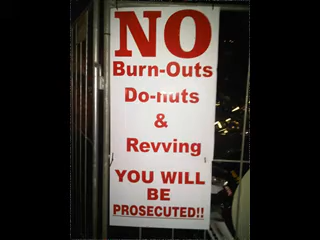 NO
Burn-Outs
Do-nuts
&
Revving
YOU WILL
BE
PROSECUTED!!